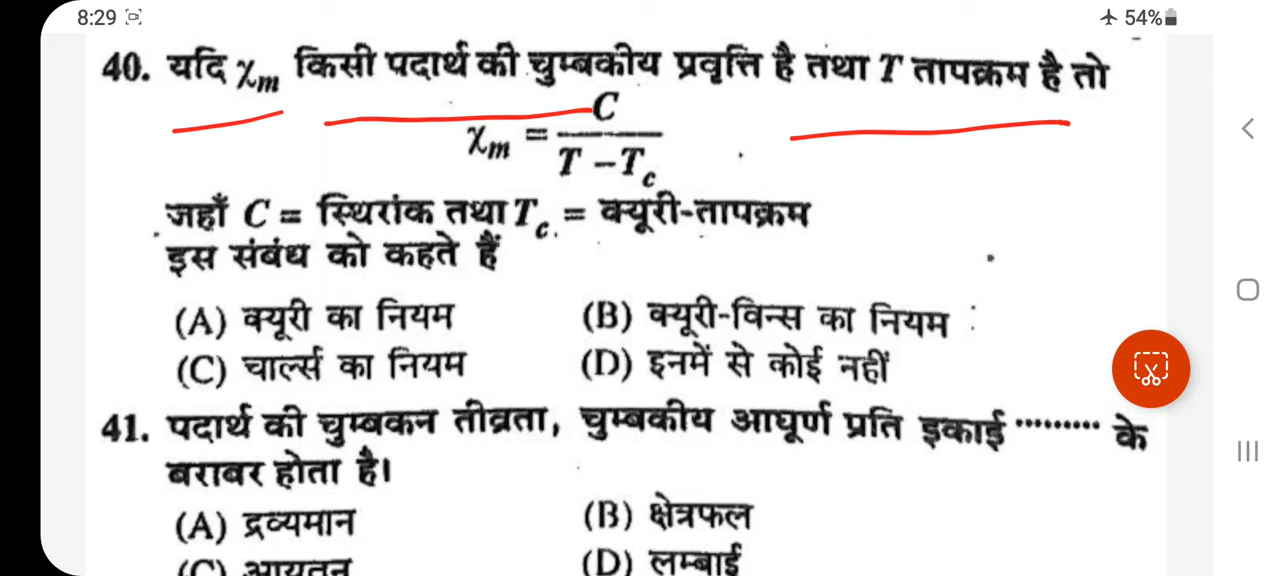 8:29 54%
40. यदि χm किसी पदार्थ की चुम्बकीय प्रवृत्ति है तथा T तापक्रम है तो
χm = C / T – Tc
जहाँ C = स्थिरांक तथा Tc = क्यूरी-तापक्रम
इस संबंध को कहते हैं
(A) क्यूरी का नियम (B) क्यूरी-विन्स का नियम
(C) चार्ल्स का नियम (D) इनमें से कोई नहीं
41. पदार्थ की चुम्बकन तीव्रता, चुम्बकीय आघूर्ण प्रति इकाई ········· के
बराबर होता है।
(A) द्रव्यमान (B) क्षेत्रफल
(C) आयतन (D) लम्बाई